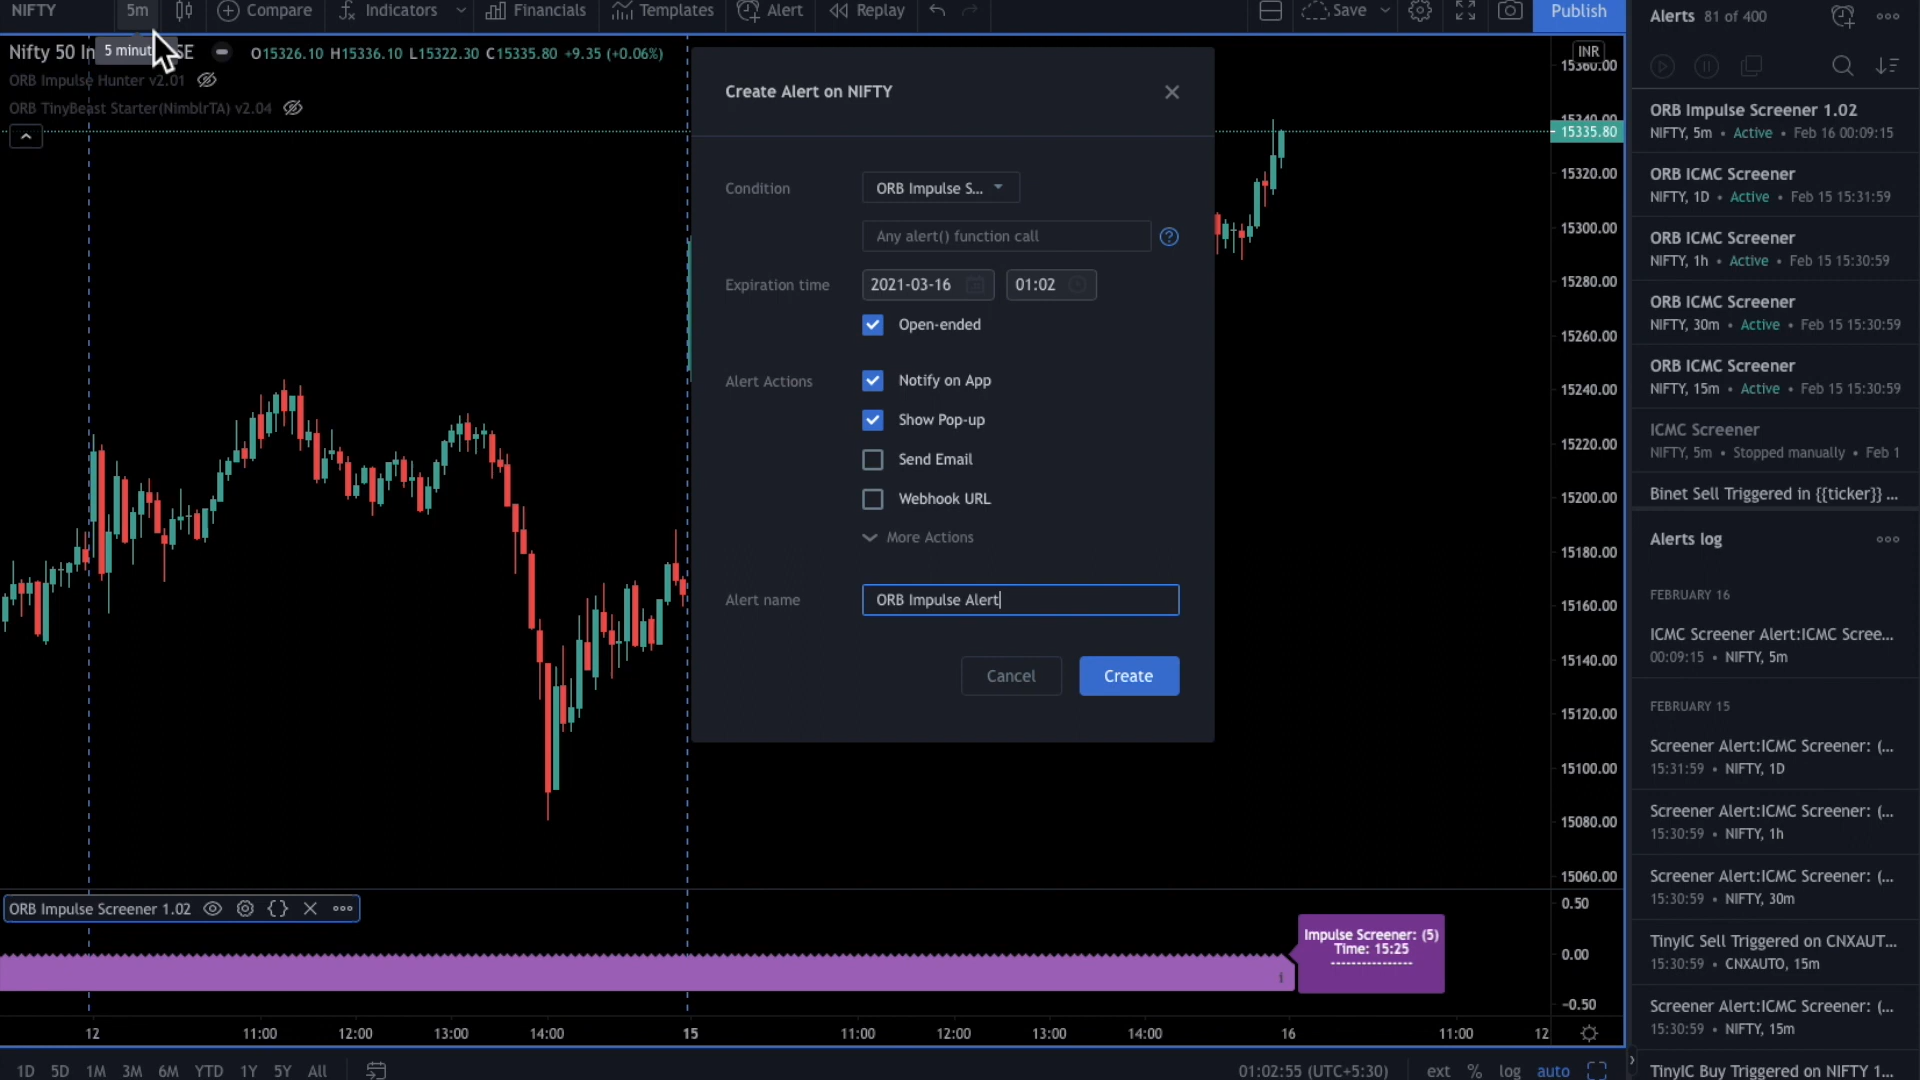 NIFTY 5m Compare Indicators Financials Templates Alert Replay Save Publish
Nifty 50 In SE O15326.10 H15336.10 L15322.30 C15335.80 +9.35 (+0.06%)
5 minut
ORB Impulse Hunter v2.01
ORB TinyBeast Starter(NimblrTA) v2.04
Create Alert on NIFTY
Condition ORB Impulse S...
Any alert() function call
Expiration time 2021-03-16 01:02
Open-ended
Alert Actions Notify on App
Show Pop-up
Send Email
Webhook URL
More Actions
Alert name ORB Impulse Alert
Cancel Create
INR
15360.00
15340.00
15335.80
15320.00
15300.00
15280.00
15260.00
15240.00
15220.00
15200.00
15180.00
15160.00
15140.00
15120.00
15100.00
15080.00
15060.00
ORB Impulse Screener 1.02
0.50
0.00
-0.50
Impulse Screener: (5)
Time: 15:25
----------------
12 11:00 12:00 13:00 14:00 15 11:00 12:00 13:00 14:00 16 11:00 12
1D 5D 1M 3M 6M YTD 1Y 5Y All 01:02:55 (UTC+5:30) ext % log auto
Alerts 81 of 400
ORB Impulse Screener 1.02
NIFTY, 5m • Active • Feb 16 00:09:15
ORB ICMC Screener
NIFTY, 1D • Active • Feb 15 15:31:59
ORB ICMC Screener
NIFTY, 1h • Active • Feb 15 15:30:59
ORB ICMC Screener
NIFTY, 30m • Active • Feb 15 15:30:59
ORB ICMC Screener
NIFTY, 15m • Active • Feb 15 15:30:59
ICMC Screener
NIFTY, 5m • Stopped manually • Feb 1
Binet Sell Triggered in {{ticker}} ...
Alerts log
FEBRUARY 16
ICMC Screener Alert:ICMC Scree...
00:09:15 • NIFTY, 5m
FEBRUARY 15
Screener Alert:ICMC Screener: (...
15:31:59 • NIFTY, 1D
Screener Alert:ICMC Screener: (...
15:30:59 • NIFTY, 1h
Screener Alert:ICMC Screener: (...
15:30:59 • NIFTY, 30m
TinyIC Sell Triggered on CNXAUT...
15:30:59 • CNXAUTO, 15m
Screener Alert:ICMC Screener: (...
15:30:59 • NIFTY, 15m
TinyIC Buy Triggered on NIFTY 1...